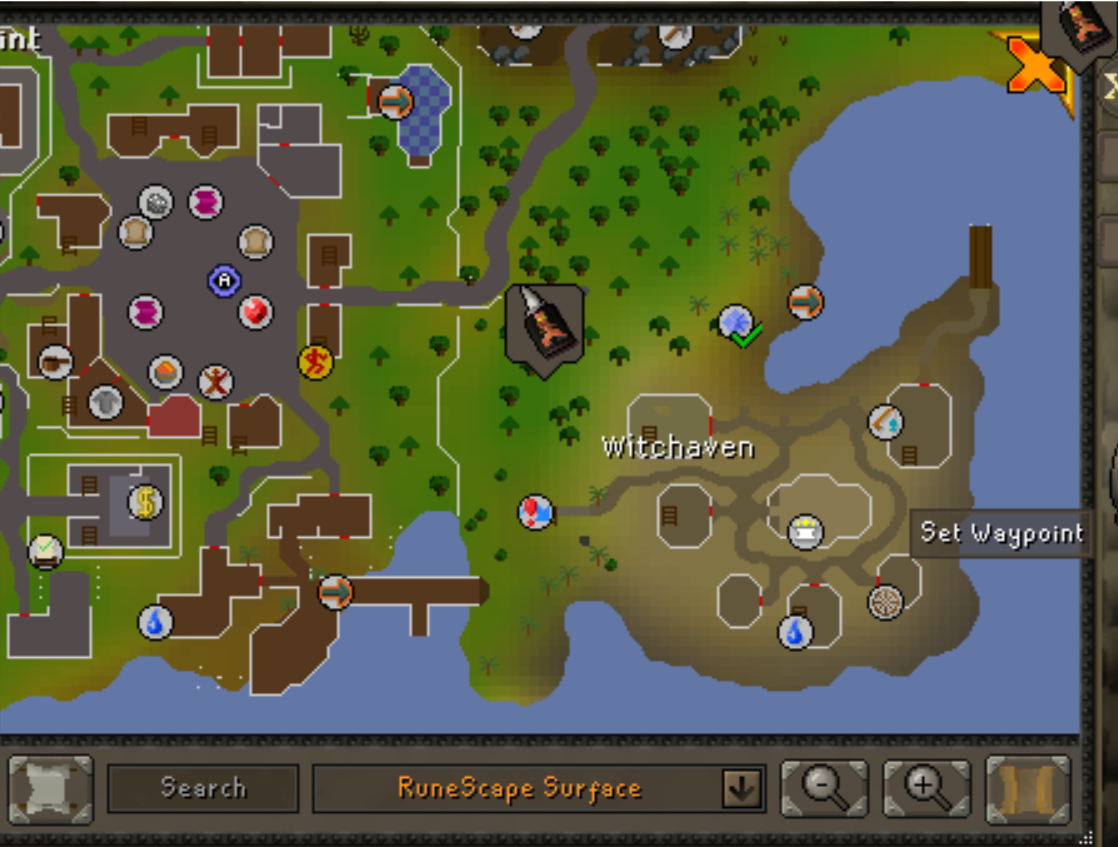 int
A
Witchaven
$
Set Waypoint
Search
RuneScape Surface